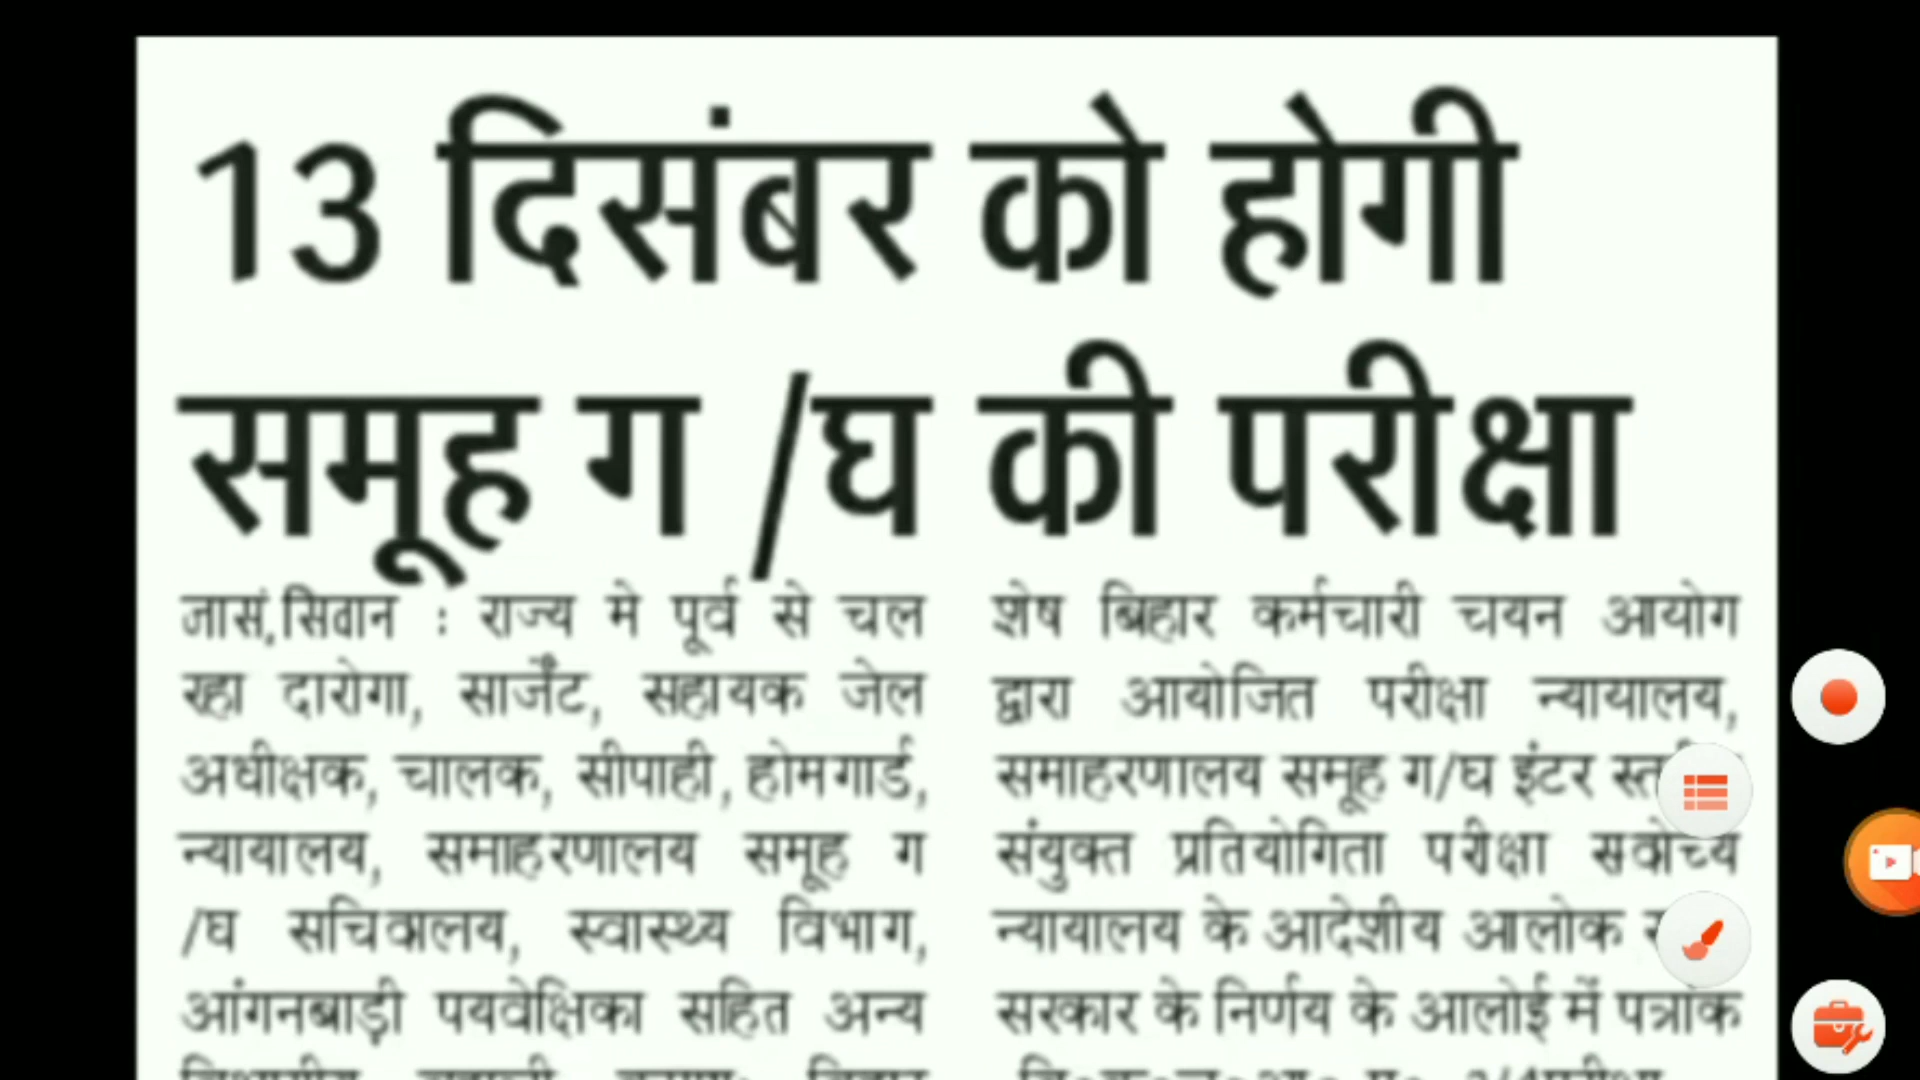 13 दिसंबर को होगी
समूह ग /घ की परीक्षा
जासं,सिवान : राज्य मे पूर्व से चल
रहा दारोगा, सार्जेंट, सहायक जेल
अधीक्षक, चालक, सीपाही, होमगार्ड,
न्यायालय, समाहरणालय समूह ग
/घ सचिवालय, स्वास्थ्य विभाग,
आंगनबाड़ी पयवेक्षिका सहित अन्य
शेष बिहार कर्मचारी चयन आयोग
द्वारा आयोजित परीक्षा न्यायालय,
समाहरणालय समूह ग/घ इंटर
संयुक्त प्रतियोगिता परीक्षा सर्वोच्य
न्यायालय के आदेशीय आलोक
सरकार के निर्णय के आलोई में पत्रांक